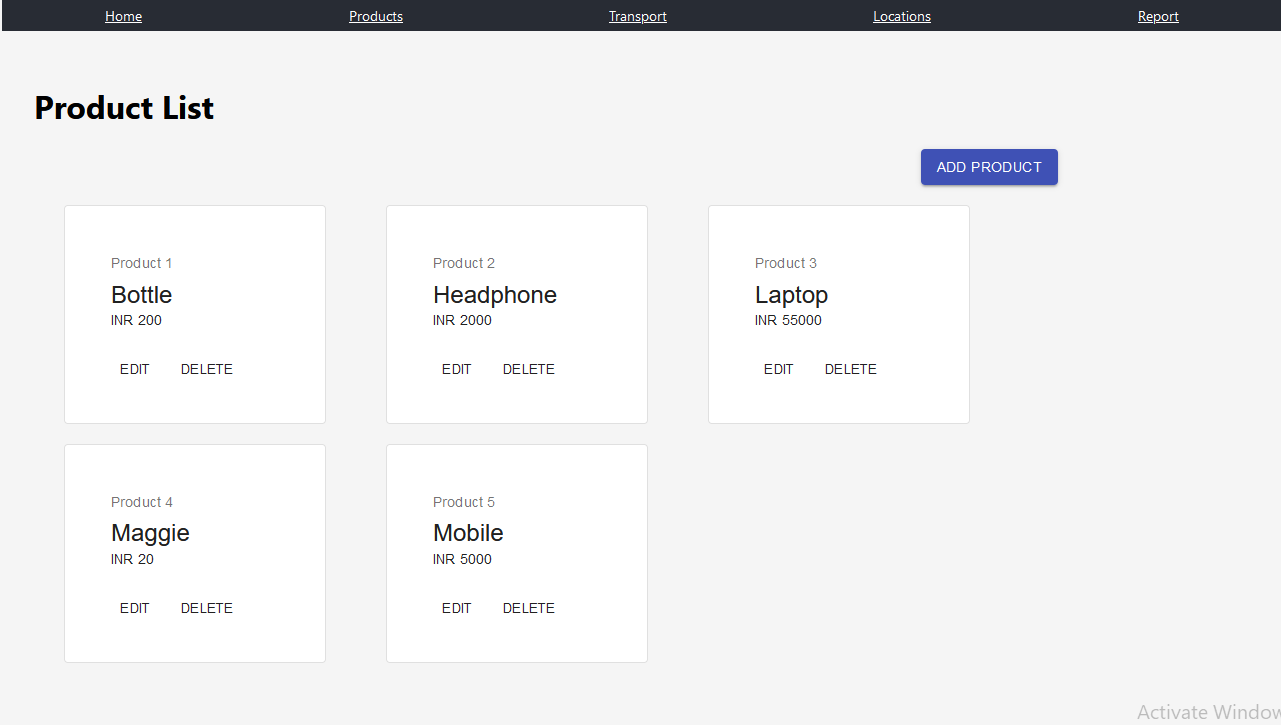 Home Products Transport Locations Report
Product List
ADD PRODUCT
Product 1
Bottle
INR 200
EDIT DELETE
Product 2
Headphone
INR 2000
EDIT DELETE
Product 3
Laptop
INR 55000
EDIT DELETE
Product 4
Maggie
INR 20
EDIT DELETE
Product 5
Mobile
INR 5000
EDIT DELETE
Activate Window